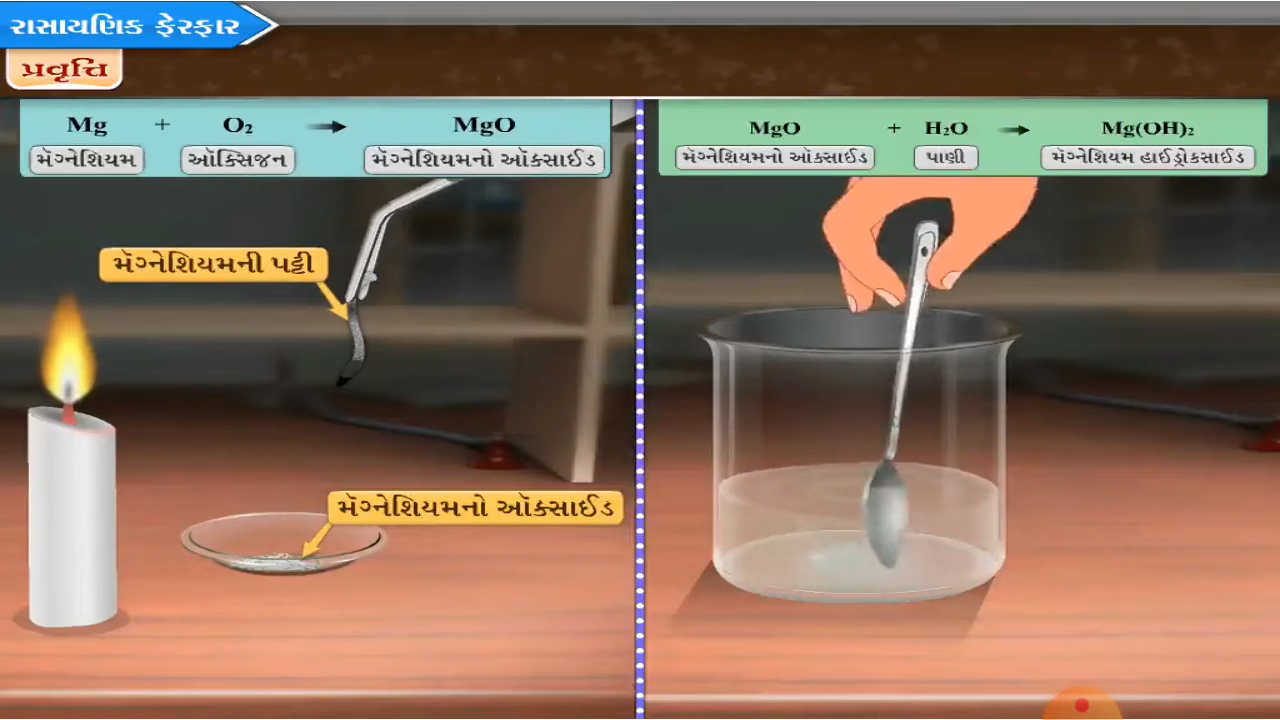 રાસાયણિક ફેરફાર
પ્રવૃત્તિ
Mg + O₂ → MgO
મૅગ્નેશિયમ ઑક્સિજન મૅગ્નેશિયમનો ઑક્સાઈડ
મૅગ્નેશિયમની પટ્ટી
મૅગ્નેશિયમનો ઑક્સાઈડ
MgO + H₂O → Mg(OH)₂
મૅગ્નેશિયમનો ઑક્સાઈડ પાણી મૅગ્નેશિયમ હાઈડ્રોકસાઈડ